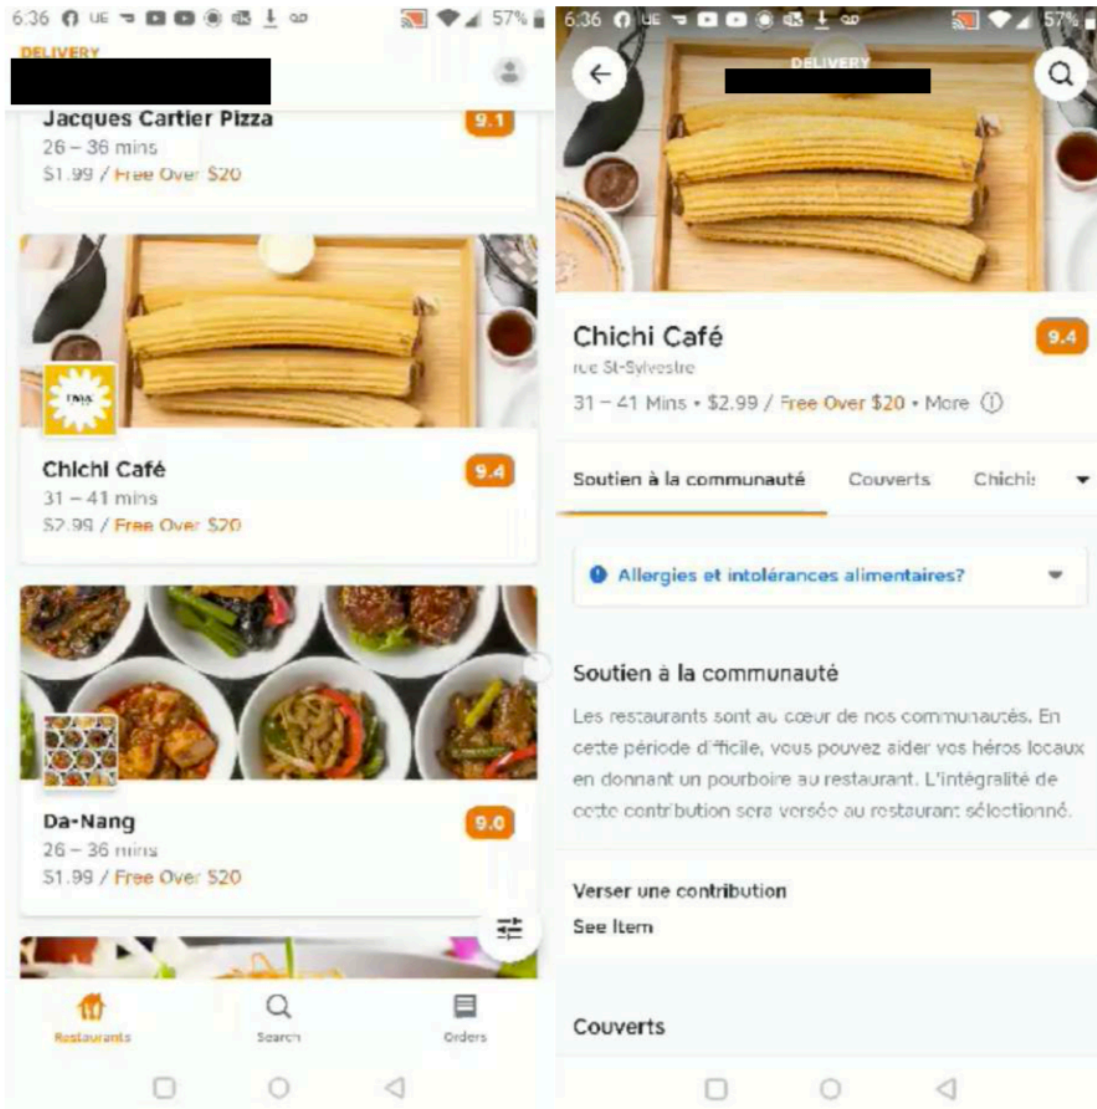 6:36 UE 57%
DELIVERY
Jacques Cartier Pizza 9.1
26 – 36 mins
$1.99 / Free Over $20
Chichi Café 9.4
31 – 41 mins
$2.99 / Free Over $20
Da-Nang 9.0
26 – 36 mins
$1.99 / Free Over $20
Restaurants Search Orders
6:36 UE 57%
DELIVERY
Chichi Café 9.4
rue St-Sylvestre
31 – 41 Mins • $2.99 / Free Over $20 • More
Soutien à la communauté Couverts Chichis
Allergies et intolérances alimentaires?
Soutien à la communauté
Les restaurants sont au cœur de nos communautés. En
cette période difficile, vous pouvez aider vos héros locaux
en donnant un pourboire au restaurant. L'intégralité de
cette contribution sera versée au restaurant sélectionné.
Verser une contribution
See Item
Couverts